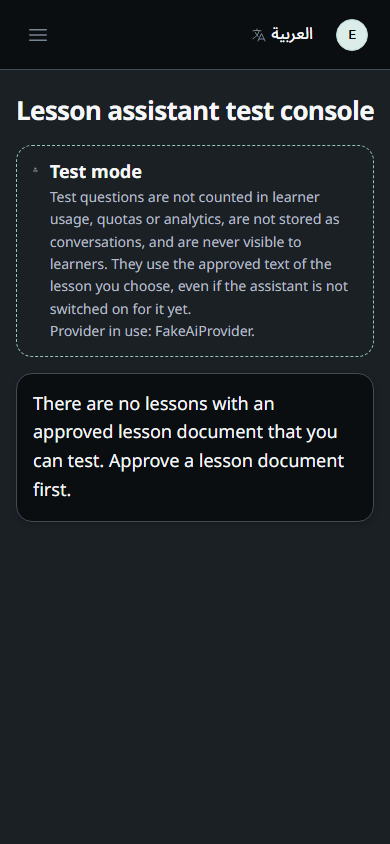 العربية
E
Lesson assistant test console
Test mode
Test questions are not counted in learner
usage, quotas or analytics, are not stored as
conversations, and are never visible to
learners. They use the approved text of the
lesson you choose, even if the assistant is not
switched on for it yet.
Provider in use: FakeAiProvider.
There are no lessons with an
approved lesson document that you
can test. Approve a lesson document
first.